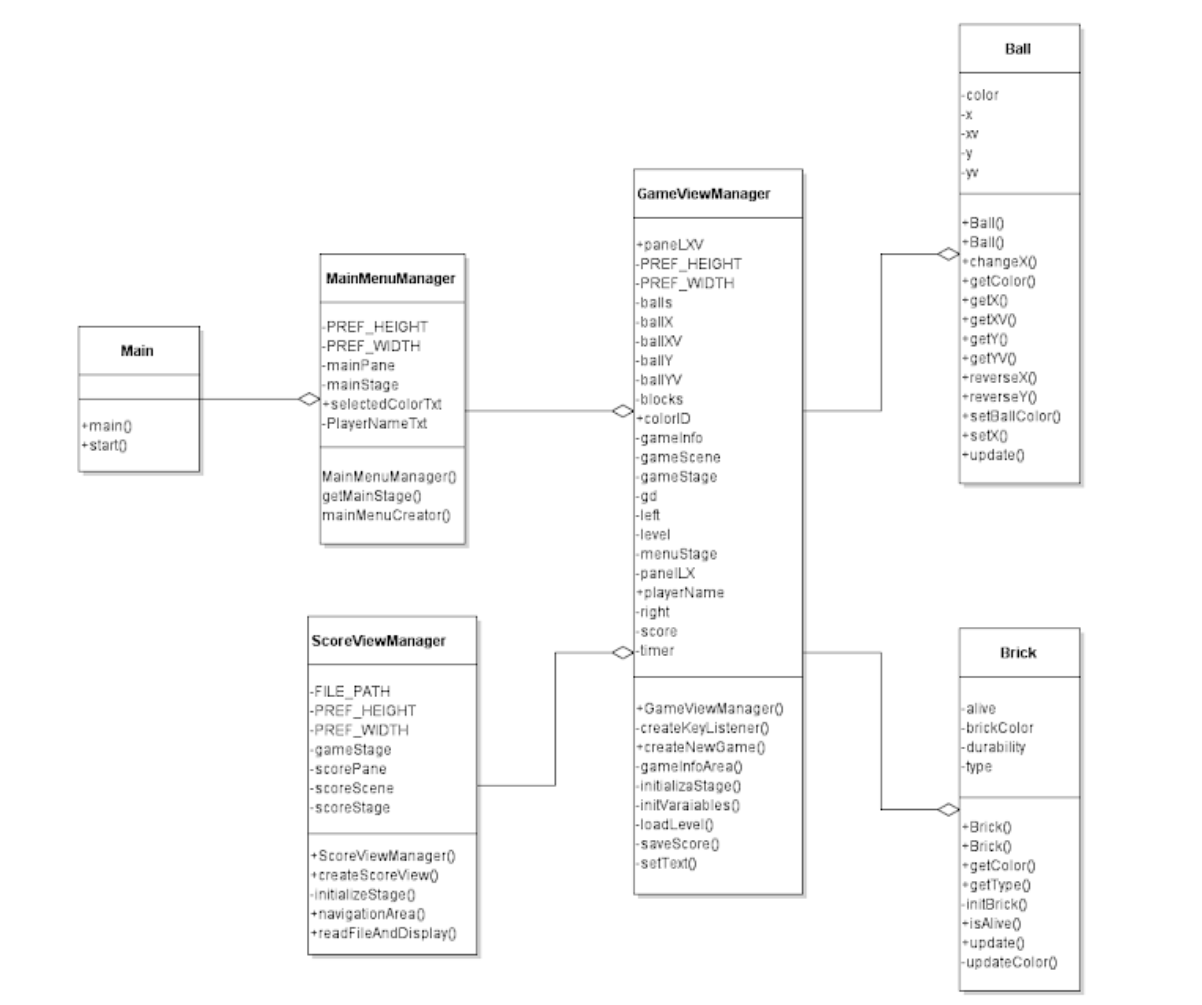 Main
+main()
+start()
MainMenuManager
-PREF_HEIGHT
-PREF_WIDTH
-mainPane
-mainStage
+selectedColorTxt
-PlayerNameTxt
MainMenuManager()
getMainStage()
mainMenuCreator()
ScoreViewManager
-FILE_PATH
-PREF_HEIGHT
-PREF_WIDTH
-gameStage
-scorePane
-scoreScene
-scoreStage
+ScoreViewManager()
+createScoreView()
-initializeStage()
+navigationArea()
+readFileAndDisplay()
GameViewManager
+paneLXV
-PREF_HEIGHT
-PREF_WIDTH
-balls
-ballX
-ballXV
-ballY
-ballYV
-blocks
+colorID
-gameInfo
-gameScene
-gameStage
-gd
-left
-level
-menuStage
-panelLX
+playerName
-right
-score
-timer
+GameViewManager()
-createKeyListener()
+createNewGame()
-gameInfoArea()
-initializaStage()
-initVaraiables()
-loadLevel()
-saveScore()
-setText()
Ball
-color
-x
-xv
-y
-yv
+Ball()
+Ball()
+changeX()
+getColor()
+getX()
+getXV()
+getY()
+getYV()
+reverseX()
+reverseY()
+setBallColor()
+setX()
+update()
Brick
-alive
-brickColor
-durability
-type
+Brick()
+Brick()
+getColor()
+getType()
-initBrick()
+isAlive()
+update()
-updateColor()